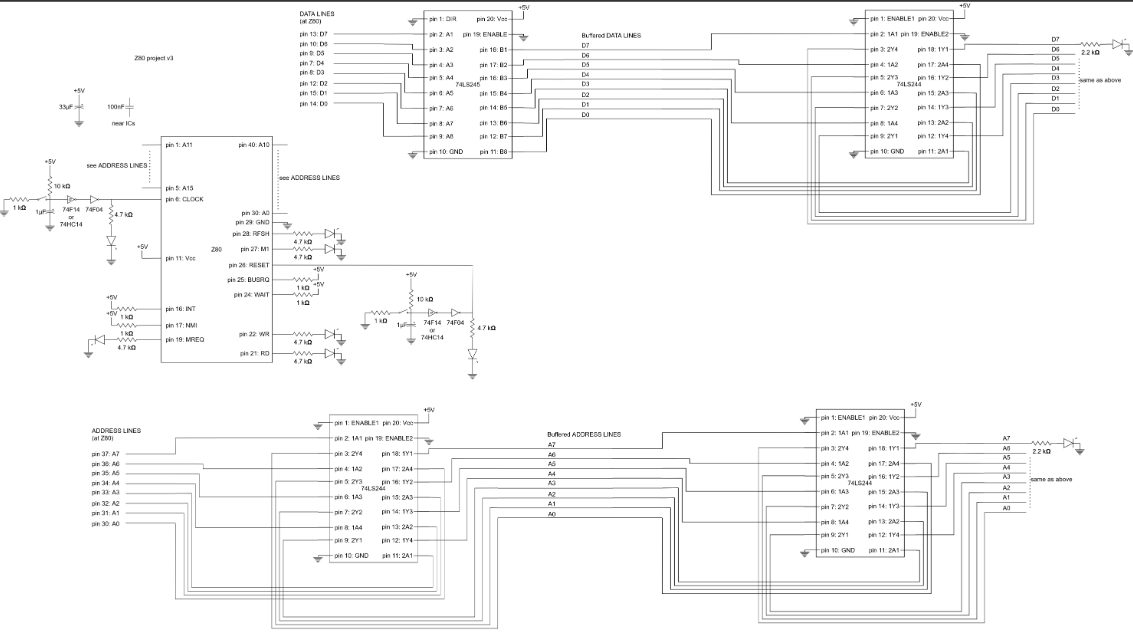 DATA LINES
(at Z80)
pin 13: D7
pin 10: D6
pin 9: D5
pin 7: D4
pin 8: D3
pin 12: D2
pin 15: D1
pin 14: D0
pin 1: DIR pin 20: Vcc
+5V
pin 2: A1 pin 19: ENABLE
pin 3: A2 pin 18: B1
pin 4: A3 pin 17: B2
pin 5: A4 pin 16: B3
74LS245
pin 6: A5 pin 15: B4
pin 7: A6 pin 14: B5
pin 8: A7 pin 13: B6
pin 9: A8 pin 12: B7
pin 10: GND pin 11: B8
Buffered DATA LINES
D7
D6
D5
D4
D3
D2
D1
D0
pin 1: ENABLE1 pin 20: Vcc
+5V
pin 2: 1A1 pin 19: ENABLE2
pin 3: 2Y4 pin 18: 1Y1
pin 4: 1A2 pin 17: 2A4
pin 5: 2Y3 pin 16: 1Y2
74LS244
pin 6: 1A3 pin 15: 2A3
pin 7: 2Y2 pin 14: 1Y3
pin 8: 1A4 pin 13: 2A2
pin 9: 2Y1 pin 12: 1Y4
pin 10: GND pin 11: 2A1
D7
D6
D5
D4
D3
D2
D1
D0
2.2 kΩ
same as above
Z80 project v3
+5V
33µF
100nF
near ICs
pin 1: A11 pin 40: A10
see ADDRESS LINES
see ADDRESS LINES
pin 5: A15
pin 6: CLOCK
pin 30: A0
pin 29: GND
pin 28: RFSH
pin 27: M1
pin 11: Vcc
Z80
pin 26: RESET
pin 25: BUSRQ
pin 24: WAIT
pin 16: INT
pin 17: NMI
pin 19: MREQ
pin 22: WR
pin 21: RD
+5V
10 kΩ
1 kΩ
1µF
74F14
or
74HC14
74F04
4.7 kΩ
+5V
4.7 kΩ
4.7 kΩ
+5V
1 kΩ
+5V
1 kΩ
+5V
1 kΩ
+5V
1 kΩ
4.7 kΩ
4.7 kΩ
4.7 kΩ
+5V
10 kΩ
1 kΩ
1µF
74F14
or
74HC14
74F04
4.7 kΩ
ADDRESS LINES
(at Z80)
pin 37: A7
pin 36: A6
pin 35: A5
pin 34: A4
pin 33: A3
pin 32: A2
pin 31: A1
pin 30: A0
pin 1: ENABLE1 pin 20: Vcc
+5V
pin 2: 1A1 pin 19: ENABLE2
pin 3: 2Y4 pin 18: 1Y1
pin 4: 1A2 pin 17: 2A4
pin 5: 2Y3 pin 16: 1Y2
74LS244
pin 6: 1A3 pin 15: 2A3
pin 7: 2Y2 pin 14: 1Y3
pin 8: 1A4 pin 13: 2A2
pin 9: 2Y1 pin 12: 1Y4
pin 10: GND pin 11: 2A1
Buffered ADDRESS LINES
A7
A6
A5
A4
A3
A2
A1
A0
pin 1: ENABLE1 pin 20: Vcc
+5V
pin 2: 1A1 pin 19: ENABLE2
pin 3: 2Y4 pin 18: 1Y1
pin 4: 1A2 pin 17: 2A4
pin 5: 2Y3 pin 16: 1Y2
74LS244
pin 6: 1A3 pin 15: 2A3
pin 7: 2Y2 pin 14: 1Y3
pin 8: 1A4 pin 13: 2A2
pin 9: 2Y1 pin 12: 1Y4
pin 10: GND pin 11: 2A1
A7
A6
A5
A4
A3
A2
A1
A0
2.2 kΩ
same as above